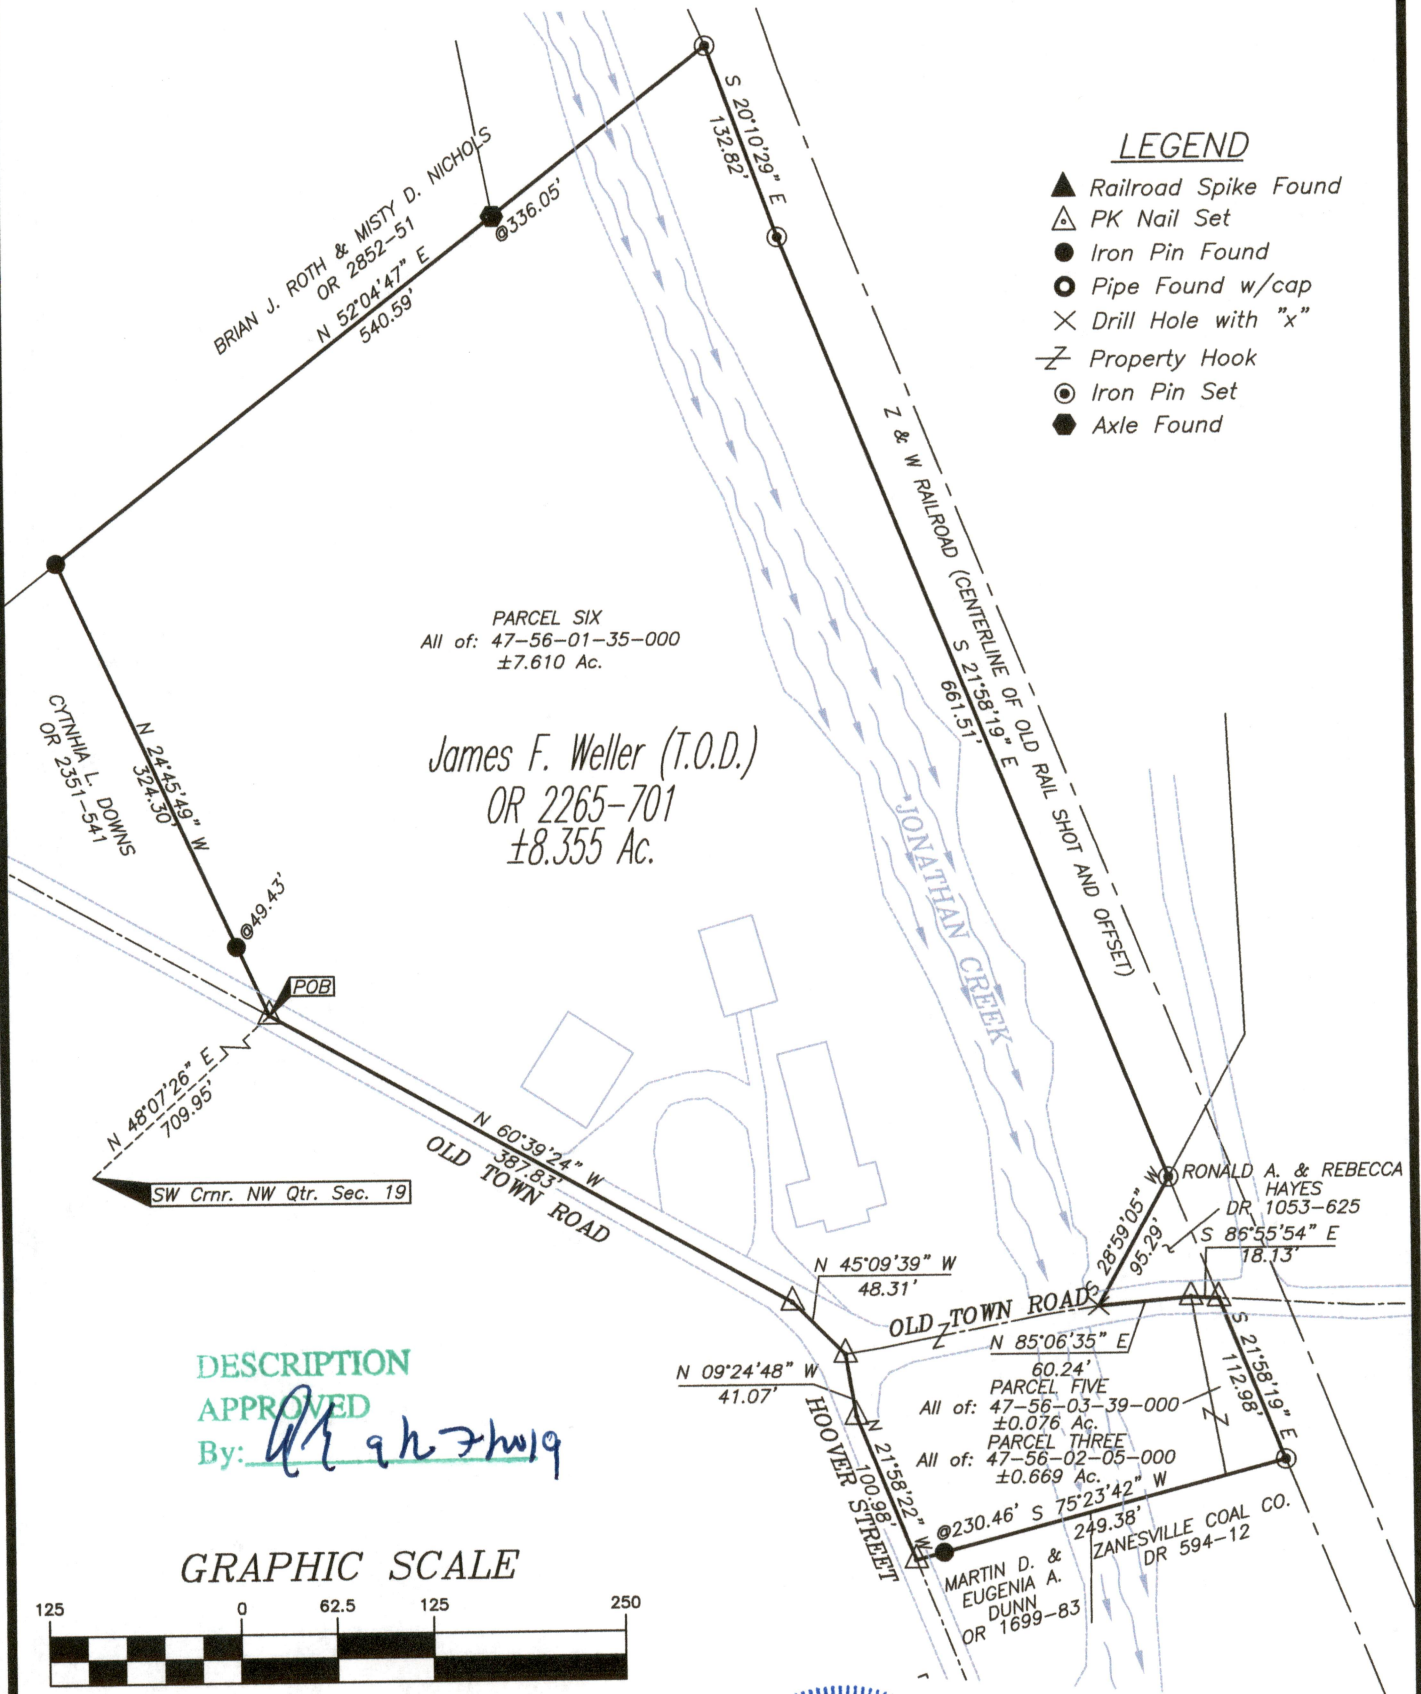 LEGEND
Railroad Spike Found
PK Nail Set
Iron Pin Found
Pipe Found w/cap
Drill Hole with "x"
Property Hook
Iron Pin Set
Axle Found
S 20°10'29" E
132.82'
BRIAN J. ROTH & MISTY D. NICHOLS
OR 2852-51
N 52°04'47" E
540.59'
@336.05'
Z & W RAILROAD (CENTERLINE OF OLD RAIL SHOT AND OFFSET)
S 21°58'19" E
661.51'
PARCEL SIX
All of: 47-56-01-35-000
±7.610 Ac.
James F. Weller (T.O.D.)
OR 2265-701
±8.355 Ac.
CYTNHIA L. DOWNS
OR 2351-541
N 24°45'49" W
324.30'
@49.43'
POB
JONATHAN CREEK
N 48°07'26" E
709.95'
SW Crnr. NW Qtr. Sec. 19
N 60°39'24" W
387.83'
OLD TOWN ROAD
N 45°09'39" W
48.31'
RONALD A. & REBECCA
HAYES
DR 1053-625
S 28°59'05" W
95.29'
S 86°55'54" E
18.13'
OLD TOWN ROAD
Z
N 85°06'35" E
60.24'
N 09°24'48" W
41.07'
PARCEL FIVE
All of: 47-56-03-39-000
±0.076 Ac.
PARCEL THREE
All of: 47-56-02-05-000
±0.669 Ac.
Z
S 21°58'19" E
112.98'
HOOVER STREET
N 21°58'22" W
100.98'
@230.46'
S 75°23'42" W
249.38'
ZANESVILLE COAL CO.
DR 594-12
MARTIN D. &
EUGENIA A.
DUNN
OR 1699-83
DESCRIPTION
APPROVED
By:
GRAPHIC SCALE
125 0 62.5 125 250